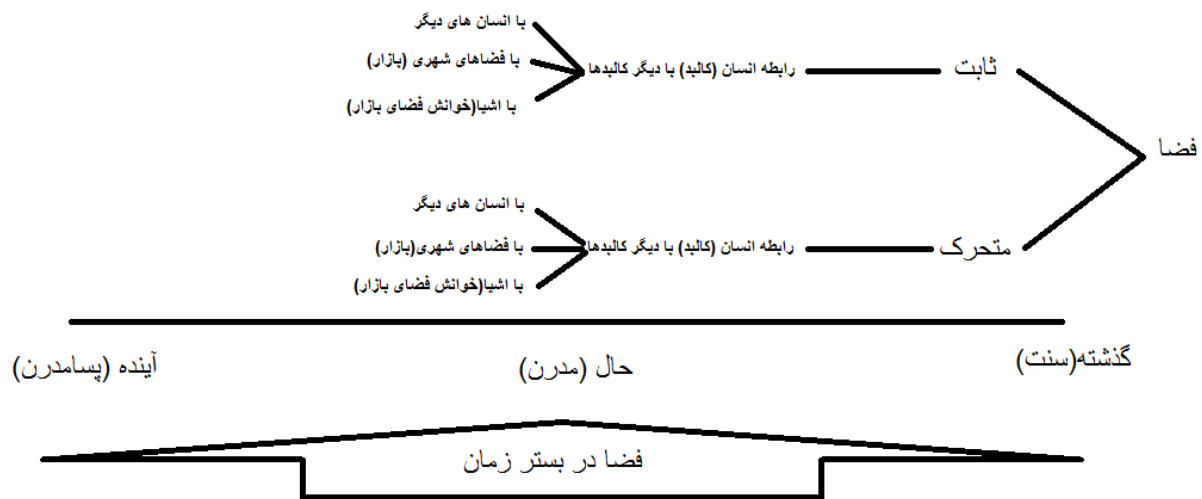 فضا
ثابت
رابطه انسان (کالبد) با دیگر کالبدها
با انسان های دیگر
با فضاهای شهری (بازار)
با اشیا(خوانش فضای بازار)
متحرک
رابطه انسان (کالبد) با دیگر کالبدها
با انسان های دیگر
با فضاهای شهری(بازار)
با اشیا(خوانش فضای بازار)
گذشته(سنت)
حال (مدرن)
آینده (پسامدرن)
فضا در بستر زمان